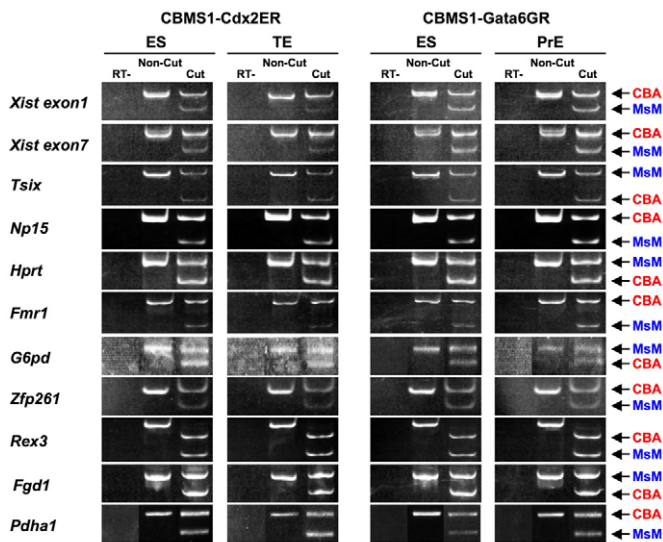 CBMS1-Cdx2ER CBMS1-Gata6GR
ES TE ES PrE
Non-Cut Non-Cut Non-Cut Non-Cut
RT- Cut RT- Cut RT- Cut RT- Cut
Xist exon1 CBA
MsM
Xist exon7 CBA
MsM
Tsix MsM
CBA
Np15 CBA
MsM
Hprt MsM
CBA
Fmr1 CBA
MsM
G6pd MsM
CBA
Zfp261 CBA
MsM
Rex3 CBA
MsM
Fgd1 MsM
CBA
Pdha1 CBA
MsM